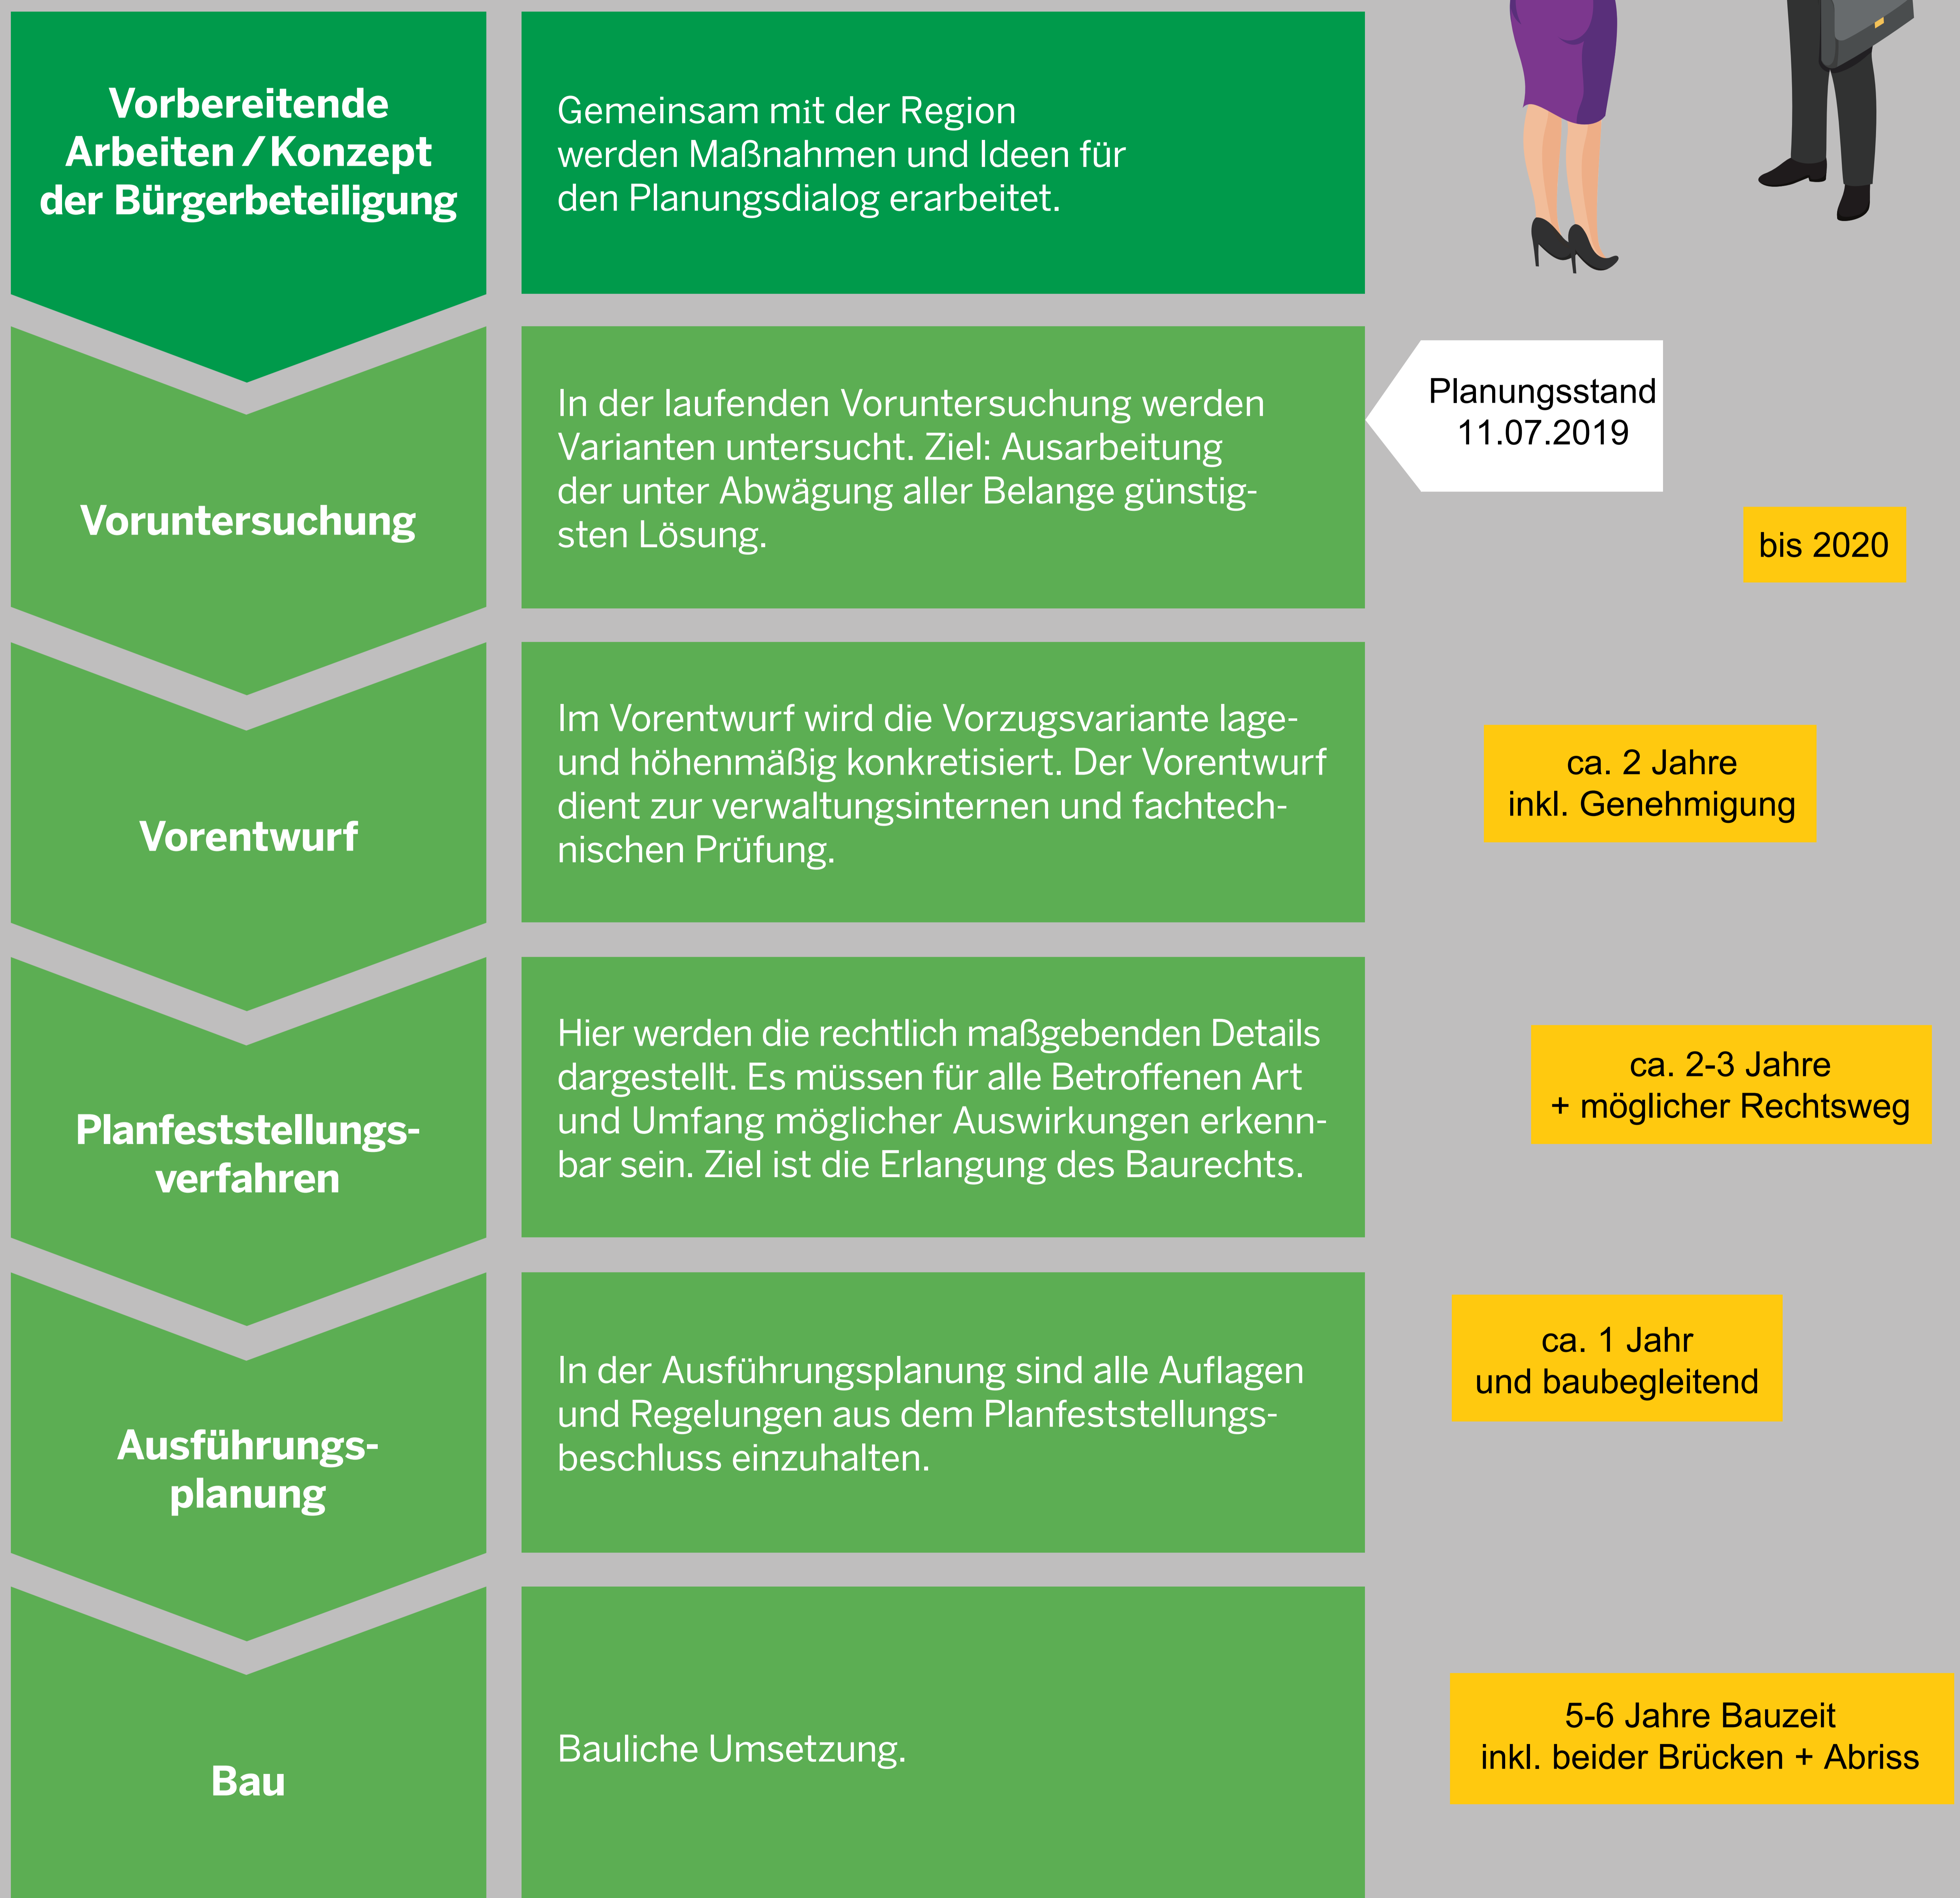 Vorbereitende
Arbeiten / Konzept
der Bürgerbeteiligung
Gemeinsam mit der Region
werden Maßnahmen und Ideen für
den Planungsdialog erarbeitet.
Voruntersuchung
In der laufenden Voruntersuchung werden
Varianten untersucht. Ziel: Ausarbeitung
der unter Abwägung aller Belange günstig-
sten Lösung.
Planungsstand
11.07.2019
bis 2020
Vorentwurf
Im Vorentwurf wird die Vorzugsvariante lage-
und höhenmäßig konkretisiert. Der Vorentwurf
dient zur verwaltungsinternen und fachtech-
nischen Prüfung.
ca. 2 Jahre
inkl. Genehmigung
Planfeststellungs-
verfahren
Hier werden die rechtlich maßgebenden Details
dargestellt. Es müssen für alle Betroffenen Art
und Umfang möglicher Auswirkungen erkenn-
bar sein. Ziel ist die Erlangung des Baurechts.
ca. 2-3 Jahre
+ möglicher Rechtsweg
Ausführungs-
planung
In der Ausführungsplanung sind alle Auflagen
und Regelungen aus dem Planfeststellungs-
beschluss einzuhalten.
ca. 1 Jahr
und baubegleitend
Bau
Bauliche Umsetzung.
5-6 Jahre Bauzeit
inkl. beider Brücken + Abriss